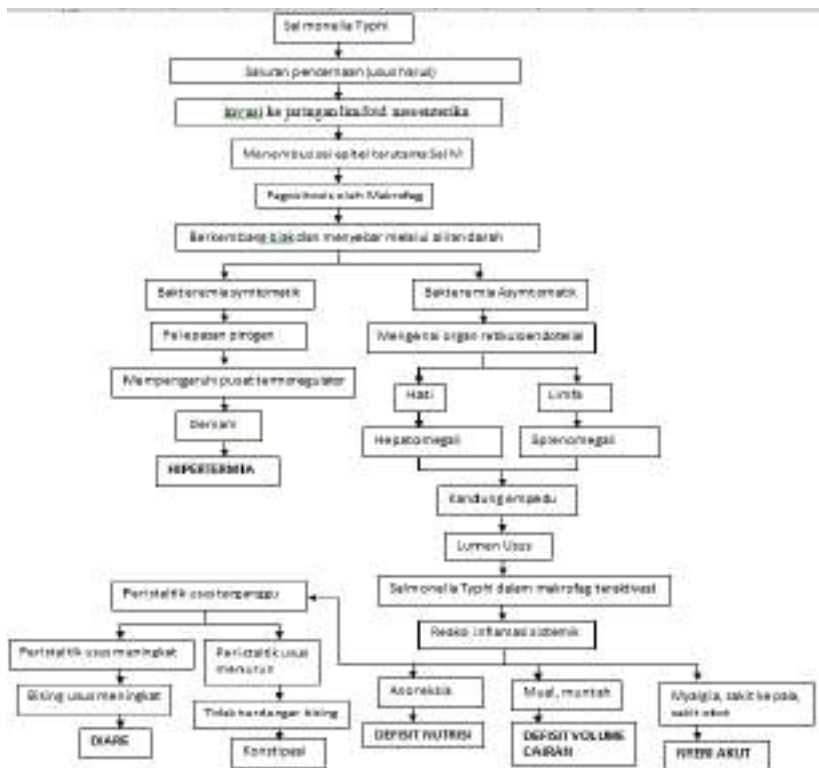 Salmonella Typhi
Saluran pencernaan (usus halus)
Invasi ke jaringan limfoid mesenterika
Menembus sel epitel terutama Sel M
Fagositosis oleh Makrofag
Berkembang biak dan menyebar melalui aliran darah
Bakteremia symtomatik
Bakteremia Asymtomatik
Pelepasan pirogen
Mengenai organ retikuloendotelial
Mempengaruhi pusat termoregulator
Hati
Limfa
Demam
Hepatomegali
Splenomegali
HIPERTERMIA
Kandung empedu
Lumen Usus
Peristaltik usus terganggu
Salmonella Typhi dalam makrofag teraktivasi
Reaksi inflamasi sistemik
Peristaltik usus meningkat
Peristaltik usus
menurun
Anoreksia
Mual, muntah
Myalgia, sakit kepala,
sakit
Bising usus meningkat
Tidak terdengar bising
DIARE
Konstipasi
DEFISIT NUTRISI
DEFISIT VOLUME
CAIRAN
NYERI AKUT